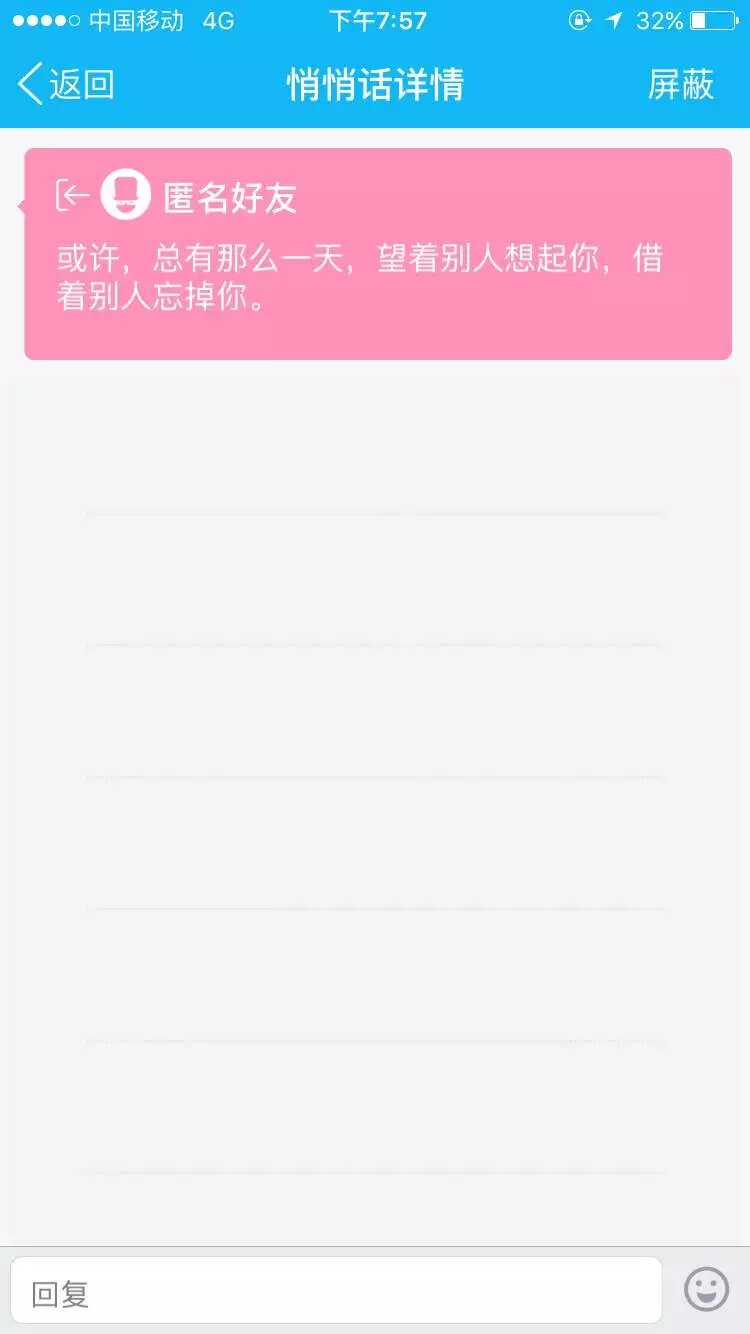 中国移动 4G 下午7:57 32%
返回 悄悄话详情 屏蔽
匿名好友
或许，总有那么一天，望着别人想起你，借
着别人忘掉你。
回复